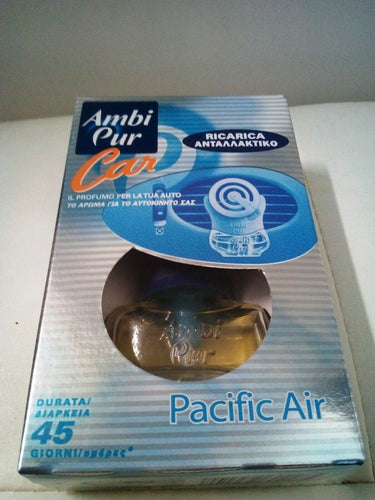 Ambi
Pur
Car
RICARICA
ΑΝΤΑΛΛΑΚΤΙΚΟ
IL PROFUMO PER LA TUA AUTO
ΤΟ ΑΡΩΜΑ ΓΙΑ ΤΟ ΑΥΤΟΚΙΝΗΤΟ ΣΑΣ
Ambi
Pur
DURATA/
ΔΙΑΡΚΕΙΑ
45
GIORNI/ημέρες*
Pacific Air